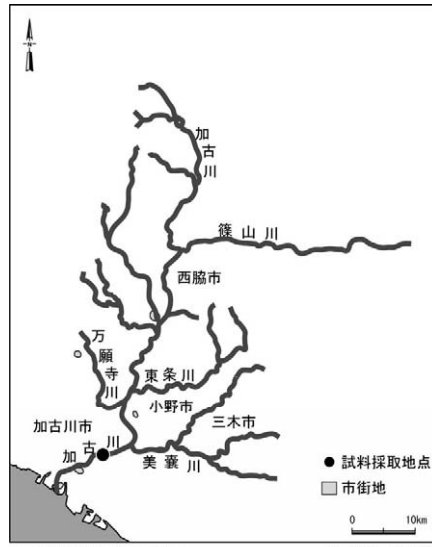 N
加古川
篠山川
西脇市
万願寺川
東条川
小野市
加古川市
三木市
加古川
美嚢川
●試料採取地点
市街地
0 10km